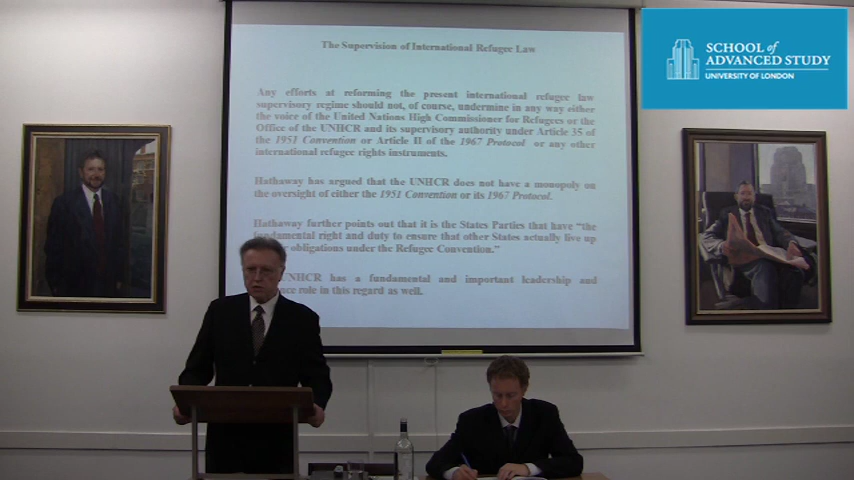 The Supervision of International Refugee Law
Any efforts at reforming the present international refugee law
supervisory regime should not, of course, undermine in any way either
the voice of the United Nations High Commissioner for Refugees or the
Office of the UNHCR and its supervisory authority under Article 35 of
the 1951 Convention or Article II of the 1967 Protocol or any other
international refugee rights instruments.
Hathaway has argued that the UNHCR does not have a monopoly on
the oversight of either the 1951 Convention or its 1967 Protocol.
Hathaway further points out that it is the States Parties that have “the
fundamental right and duty to ensure that other States actually live up
obligations under the Refugee Convention.”
UNHCR has a fundamental and important leadership and
role in this regard as well.
SCHOOL of
ADVANCED STUDY
UNIVERSITY OF LONDON